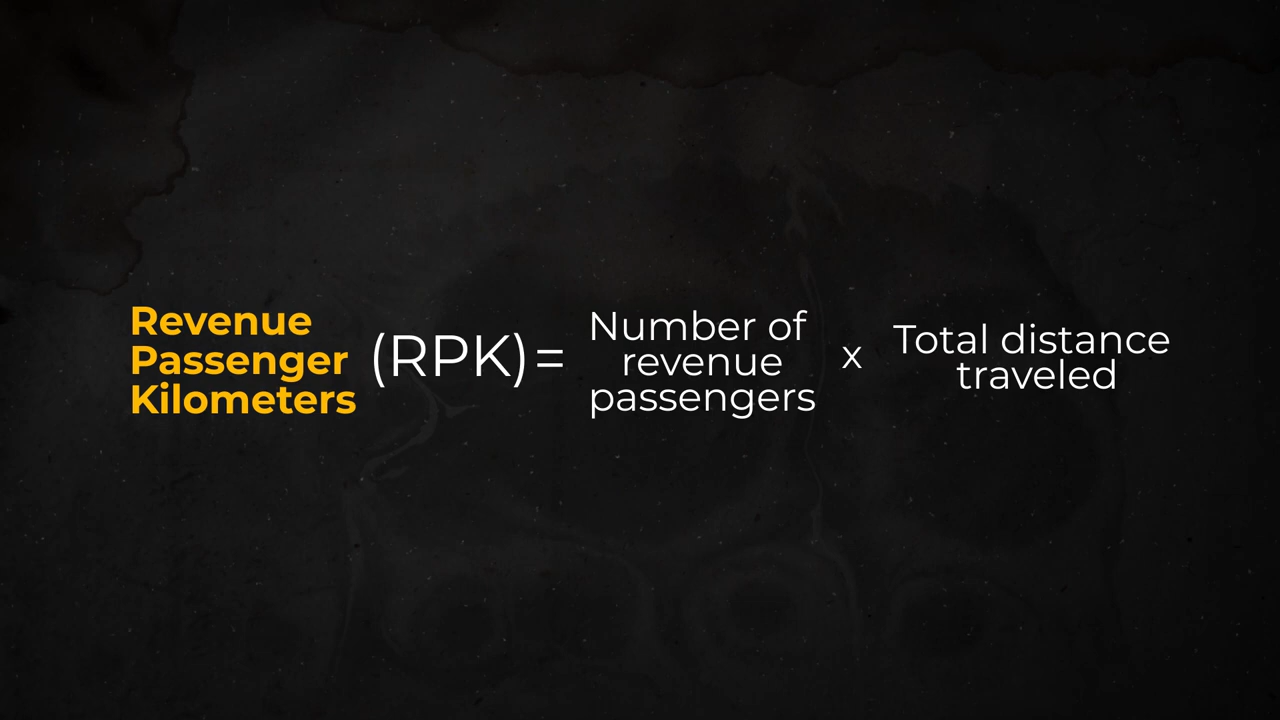 Revenue
Passenger
Kilometers
(RPK) =
Number of
revenue
passengers
x
Total distance
traveled